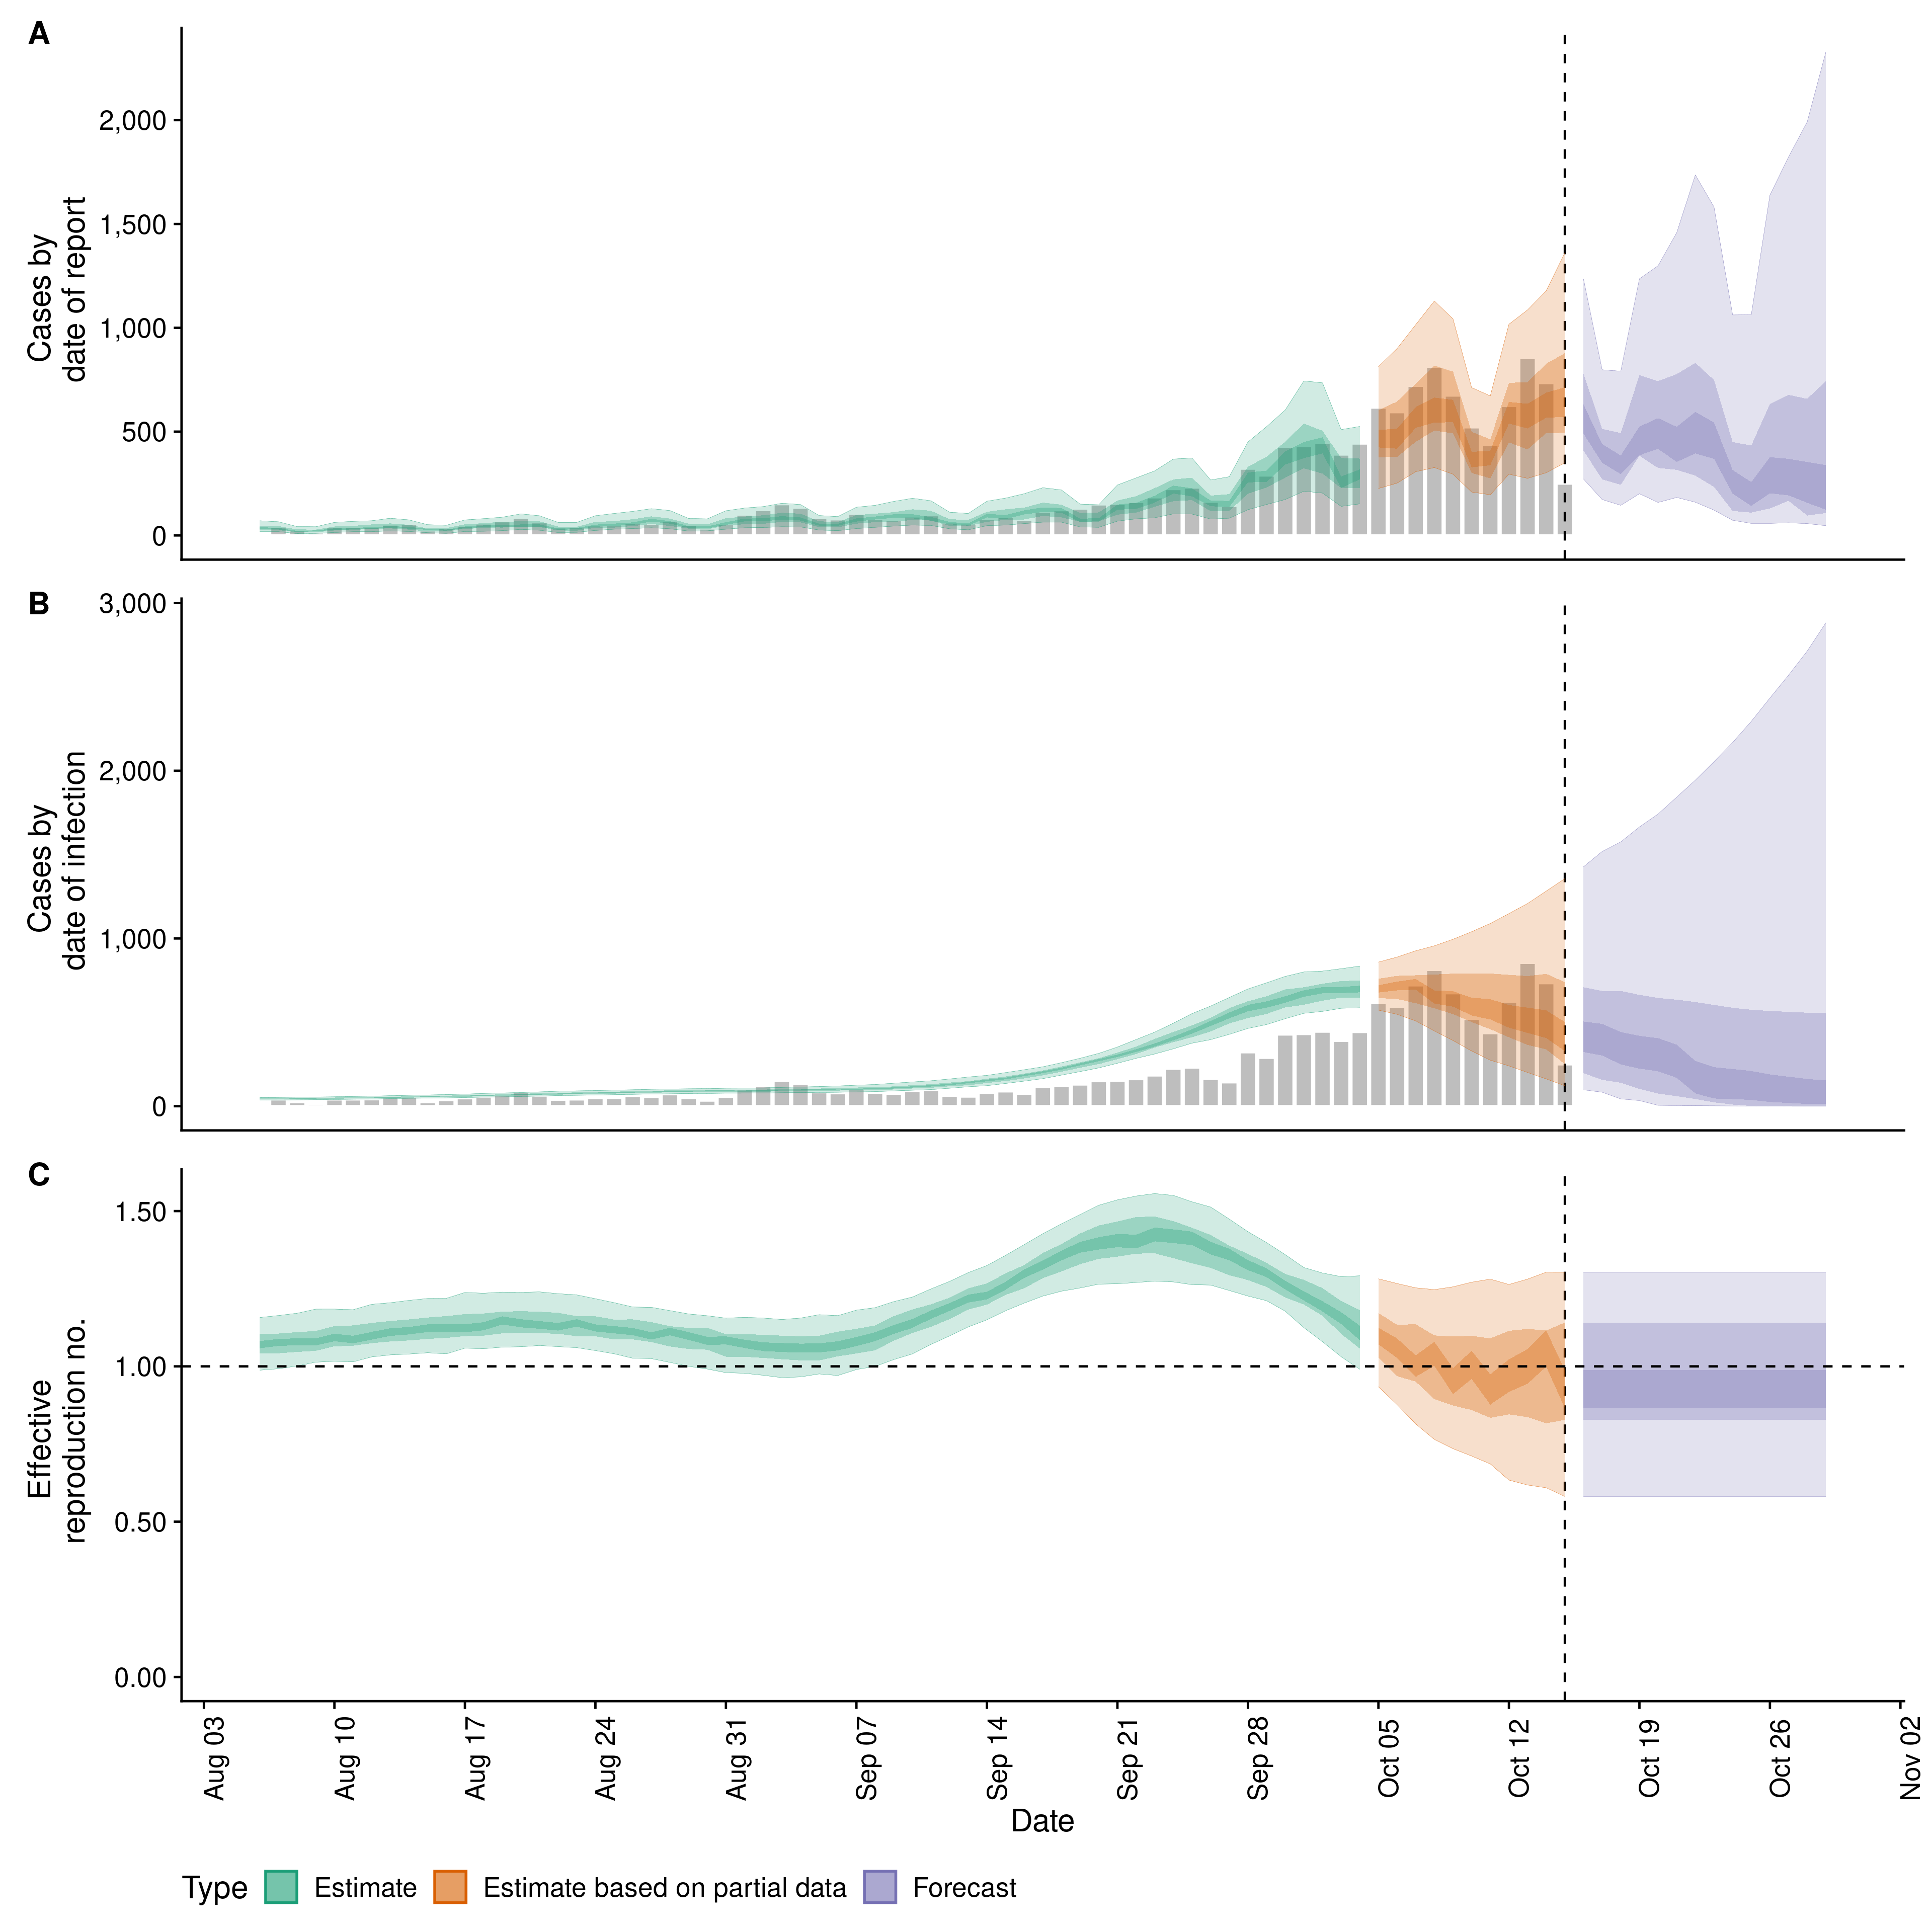 A
Cases by
date of report
2,000
1,500
1,000
500
0
B
Cases by
date of infection
3,000
2,000
1,000
0
C
Effective
reproduction no.
1.50
1.00
0.50
0.00
Aug 03
Aug 10
Aug 17
Aug 24
Aug 31
Sep 07
Sep 14
Sep 21
Sep 28
Oct 05
Oct 12
Oct 19
Oct 26
Nov 02
Date
Type Estimate Estimate based on partial data Forecast